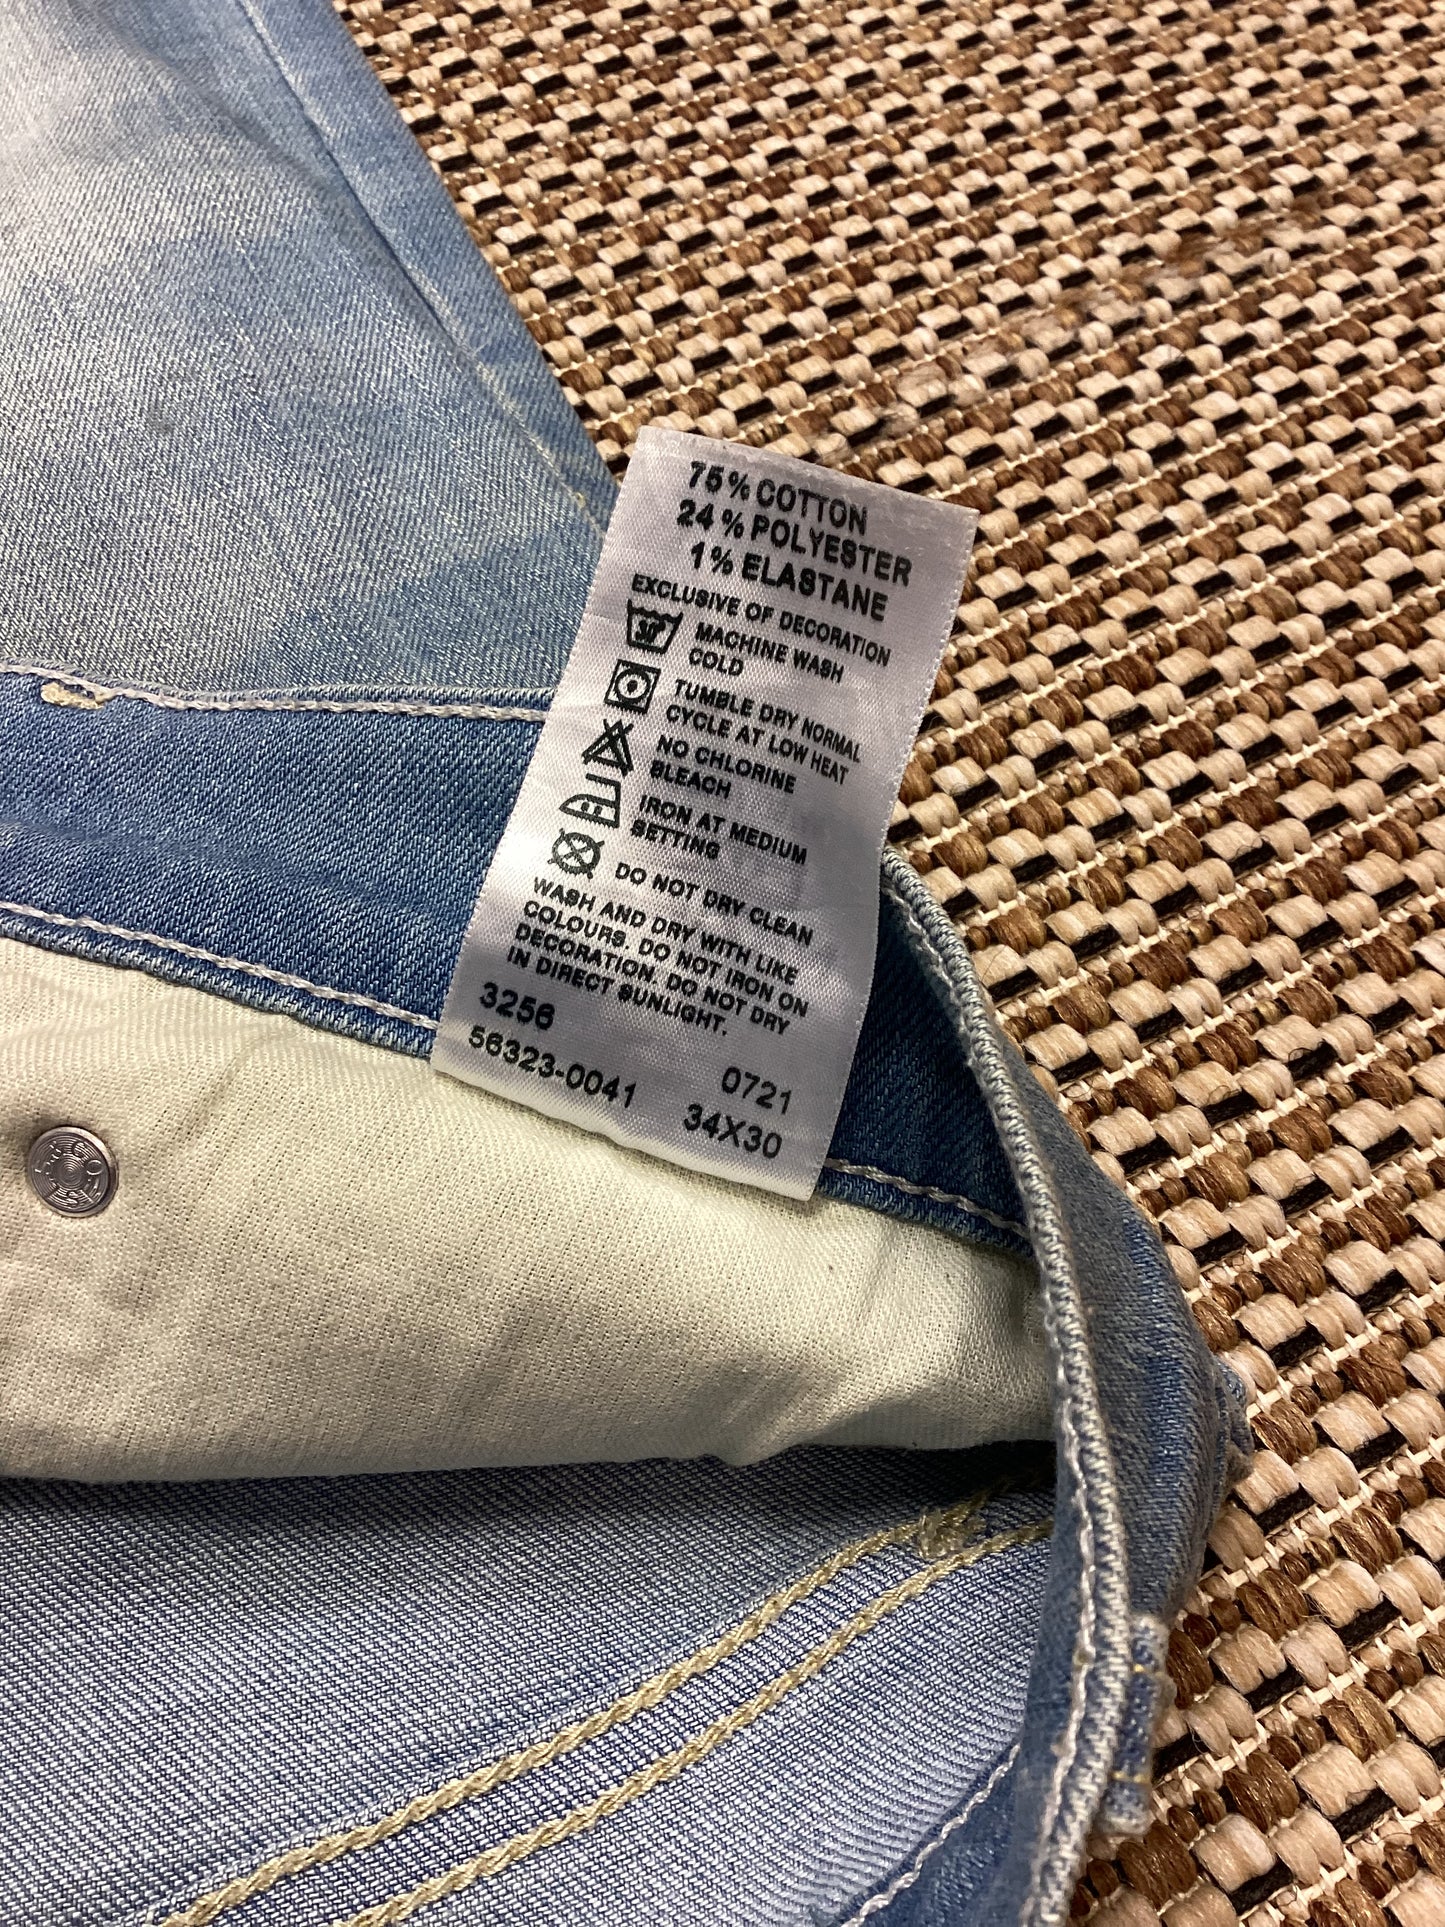 75% COTTON
24% POLYESTER
1% ELASTANE
EXCLUSIVE OF DECORATION
30° MACHINE WASH
COLD
TUMBLE DRY NORMAL
CYCLE AT LOW HEAT
NO CHLORINE
BLEACH
IRON AT MEDIUM
SETTING
DO NOT DRY CLEAN
WASH AND DRY WITH LIKE
COLOURS. DO NOT IRON ON
DECORATION. DO NOT DRY
IN DIRECT SUNLIGHT.
3256
56323-0041
0721
34X30